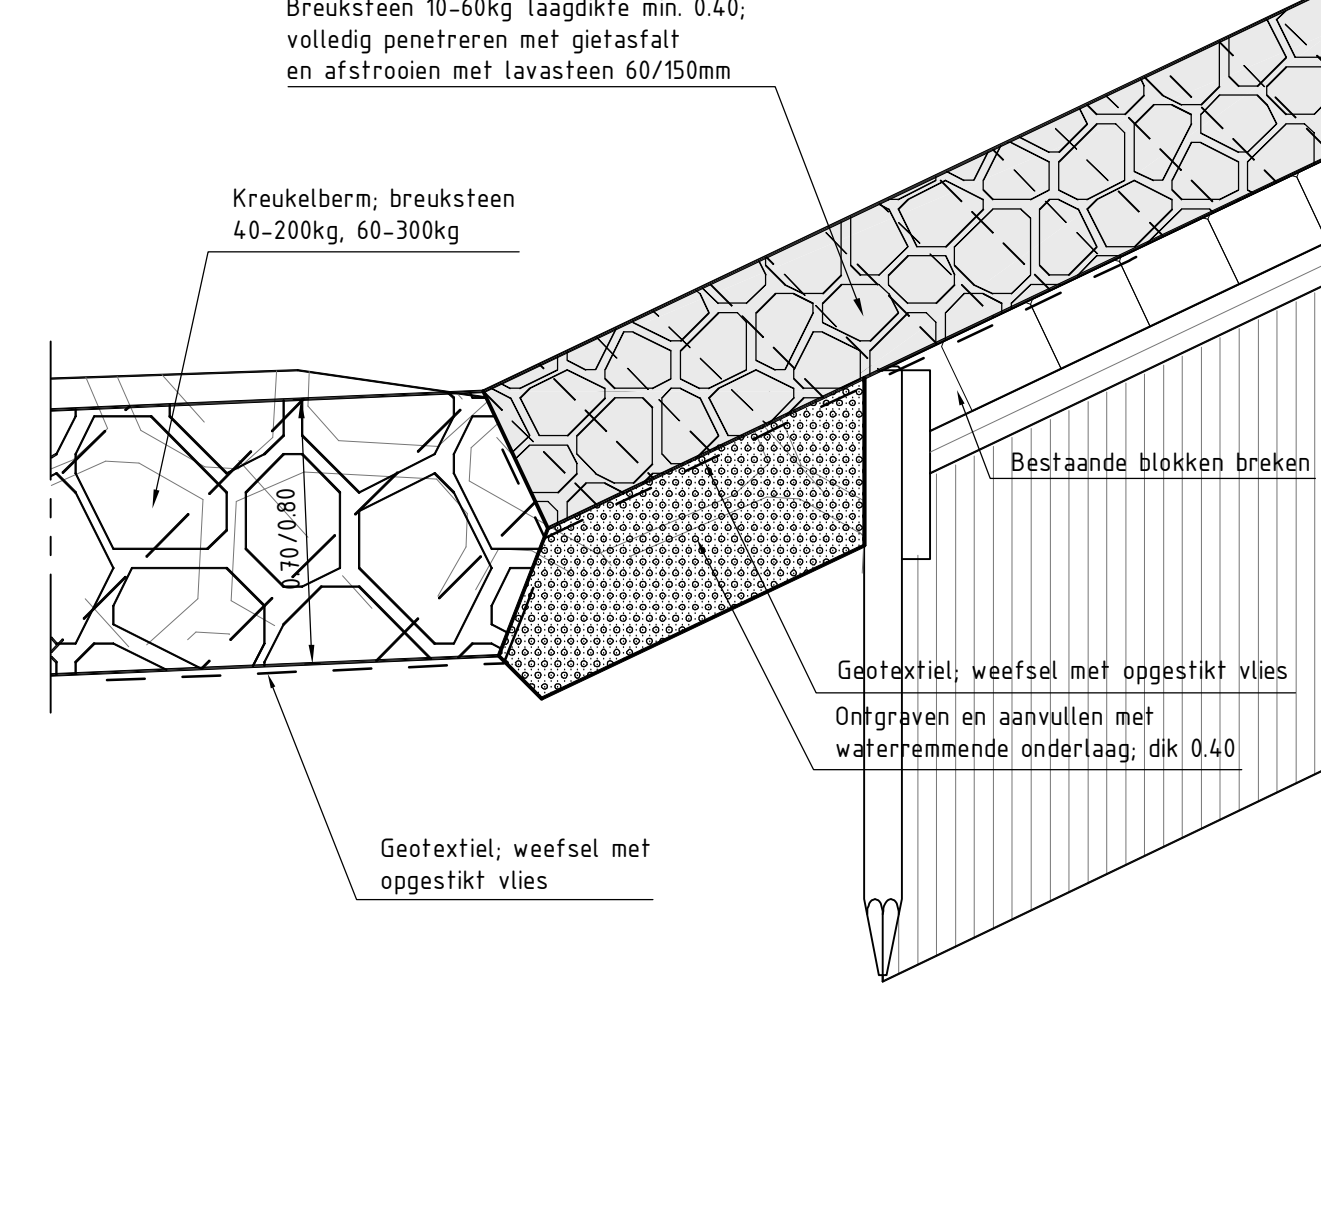 Breuksteen 10-60kg laagdikte min. 0.40;
volledig penetreren met gietasfalt
en afstrooien met lavasteen 60/150mm
Kreukelberm; breuksteen
40-200kg, 60-300kg
Bestaande blokken breken
0.70/0.80
Geotextiel; weefsel met opgestikt vlies
Ontgraven en aanvullen met
waterremmende onderlaag; dik 0.40
Geotextiel; weefsel met
opgestikt vlies